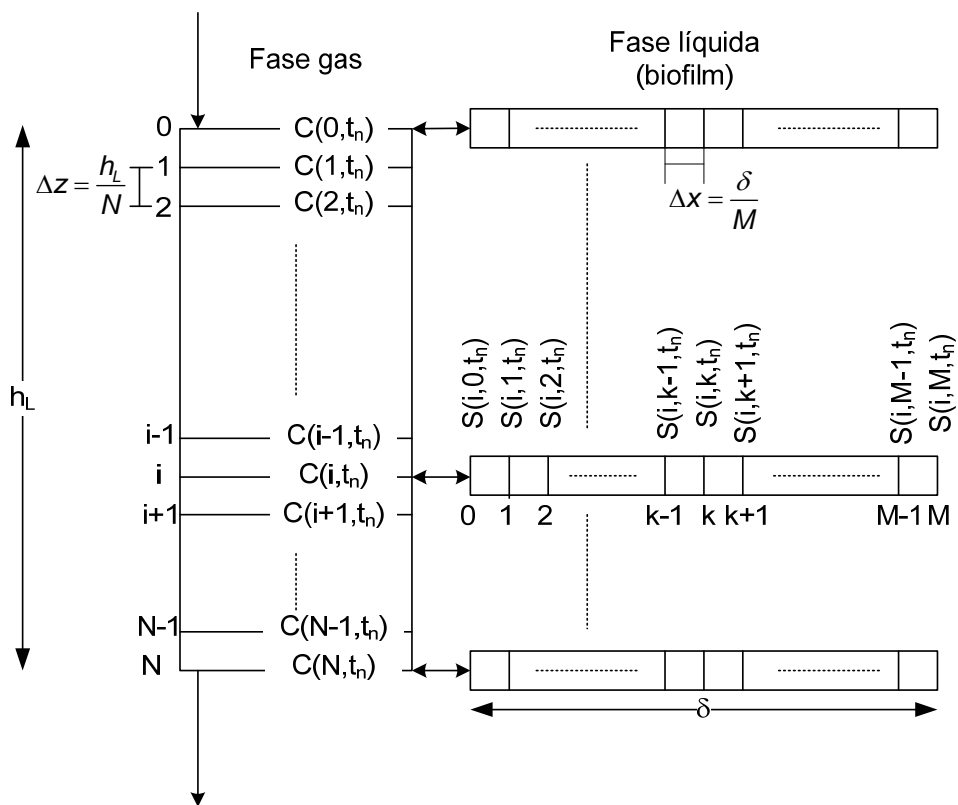 Fase gas
Fase líquida
(biofilm)
0
C(0,tn)
1
C(1,tn)
2
C(2,tn)
Δz = hL/N
Δx = δ/M
hL
S(i,0,tn)
S(i,1,tn)
S(i,2,tn)
S(i,k-1,tn)
S(i,k,tn)
S(i,k+1,tn)
S(i,M-1,tn)
S(i,M,tn)
i-1
C(i-1,tn)
i
C(i,tn)
i+1
C(i+1,tn)
0 1 2 k-1 k k+1 M-1 M
N-1
C(N-1,tn)
N
C(N,tn)
δ